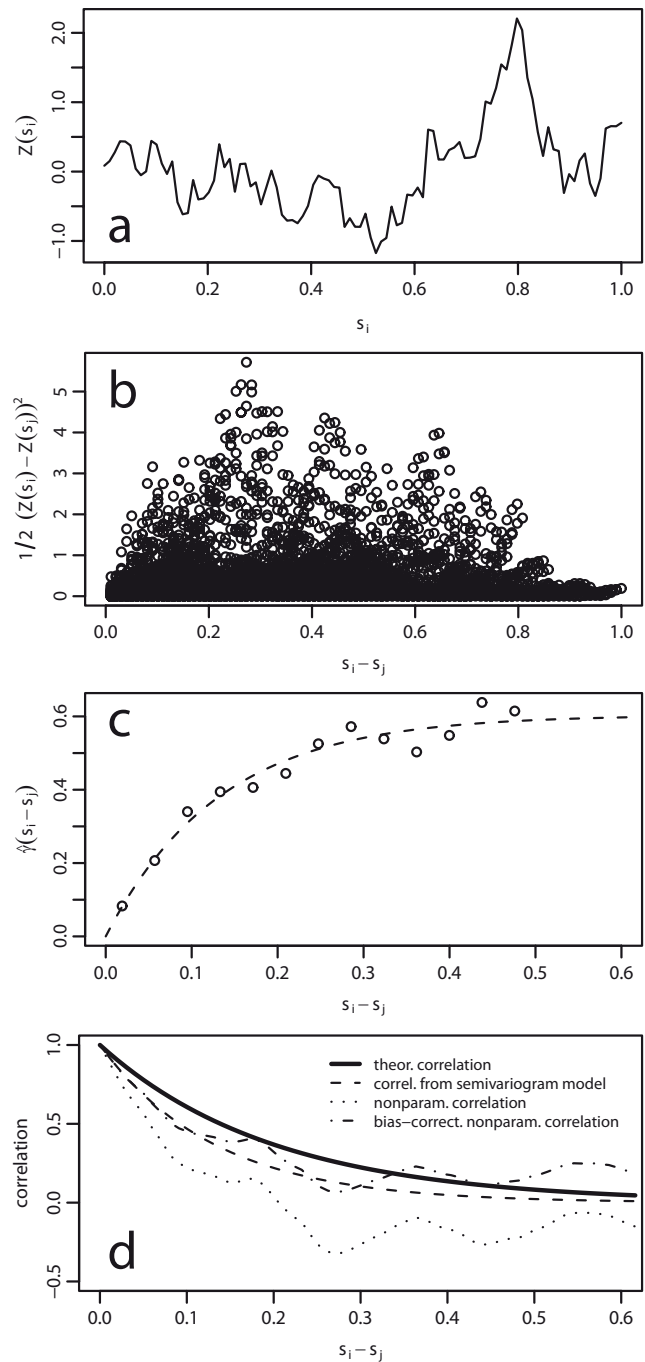 2.0
1.0
0.0
−1.0
Z(sᵢ)
a
0.0 0.2 0.4 0.6 0.8 1.0
sᵢ
5
4
3
2
1
0
1/2 (Z(sᵢ)−Z(sⱼ))²
b
0.0 0.2 0.4 0.6 0.8 1.0
sᵢ−sⱼ
0.6
0.4
0.2
0.0
γ̂(sᵢ−sⱼ)
c
0.0 0.1 0.2 0.3 0.4 0.5 0.6
sᵢ−sⱼ
1.0
0.5
0.0
−0.5
correlation
theor. correlation
correl. from semivariogram model
nonparam. correlation
bias−correct. nonparam. correlation
d
0.0 0.1 0.2 0.3 0.4 0.5 0.6
sᵢ−sⱼ